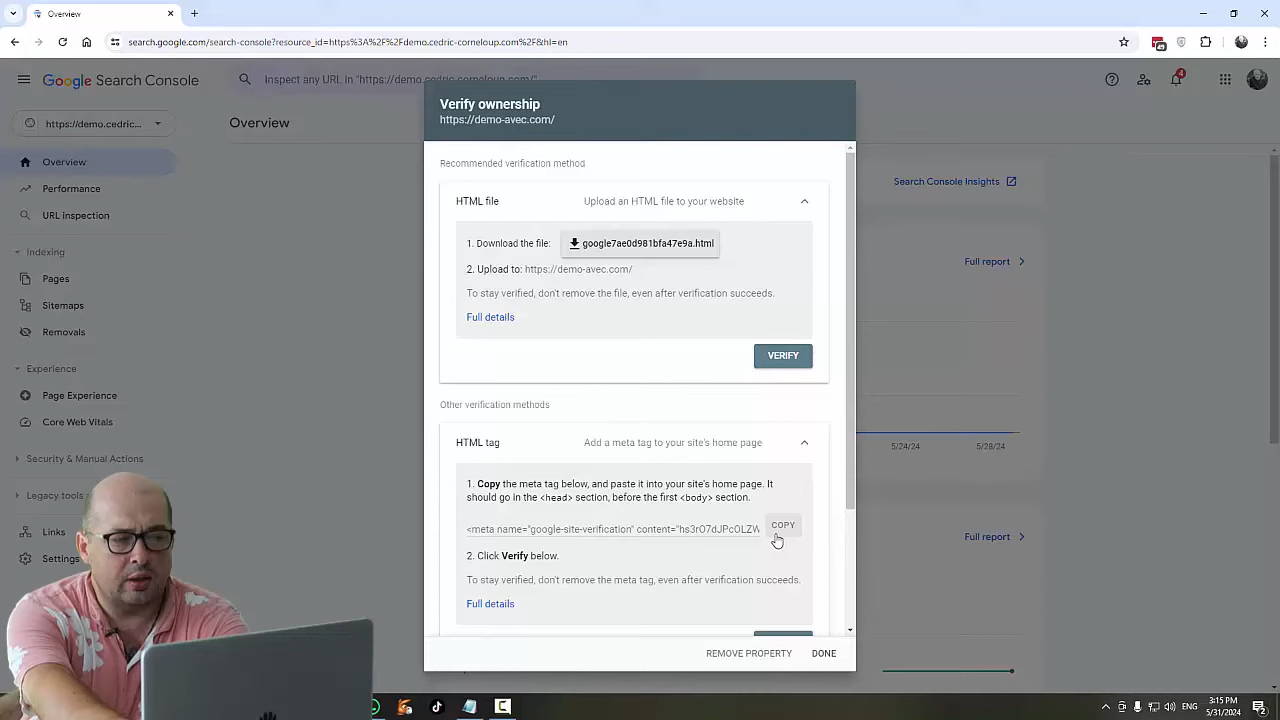 Overview
search.google.com/search-console?resource_id=https%3A%2F%2Fdemo.cedric-corneloup.com%2F&hl=en
Google Search Console
Inspect any URL in "https://demo.cedric-corneloup.com/"
4
https://demo.cedric...
Overview
Overview
Performance
URL inspection
Indexing
Pages
Sitemaps
Removals
Experience
Page Experience
Core Web Vitals
Security & Manual Actions
Legacy tools
Links
Settings
Verify ownership
https://demo-avec.com/
Recommended verification method
HTML file
Upload an HTML file to your website
1. Download the file:
google7ae0d981bfa47e9a.html
2. Upload to: https://demo-avec.com/
To stay verified, don't remove the file, even after verification succeeds.
Full details
VERIFY
Other verification methods
HTML tag
Add a meta tag to your site's home page
1. Copy the meta tag below, and paste it into your site's home page. It
should go in the <head> section, before the first <body> section.
<meta name="google-site-verification" content="hs3rO7dJPcOLZW
COPY
2. Click Verify below.
To stay verified, don't remove the meta tag, even after verification succeeds.
Full details
REMOVE PROPERTY
DONE
Search Console Insights
Full report
5/24/24
5/28/24
Full report
ENG
3:15 PM
5/31/2024